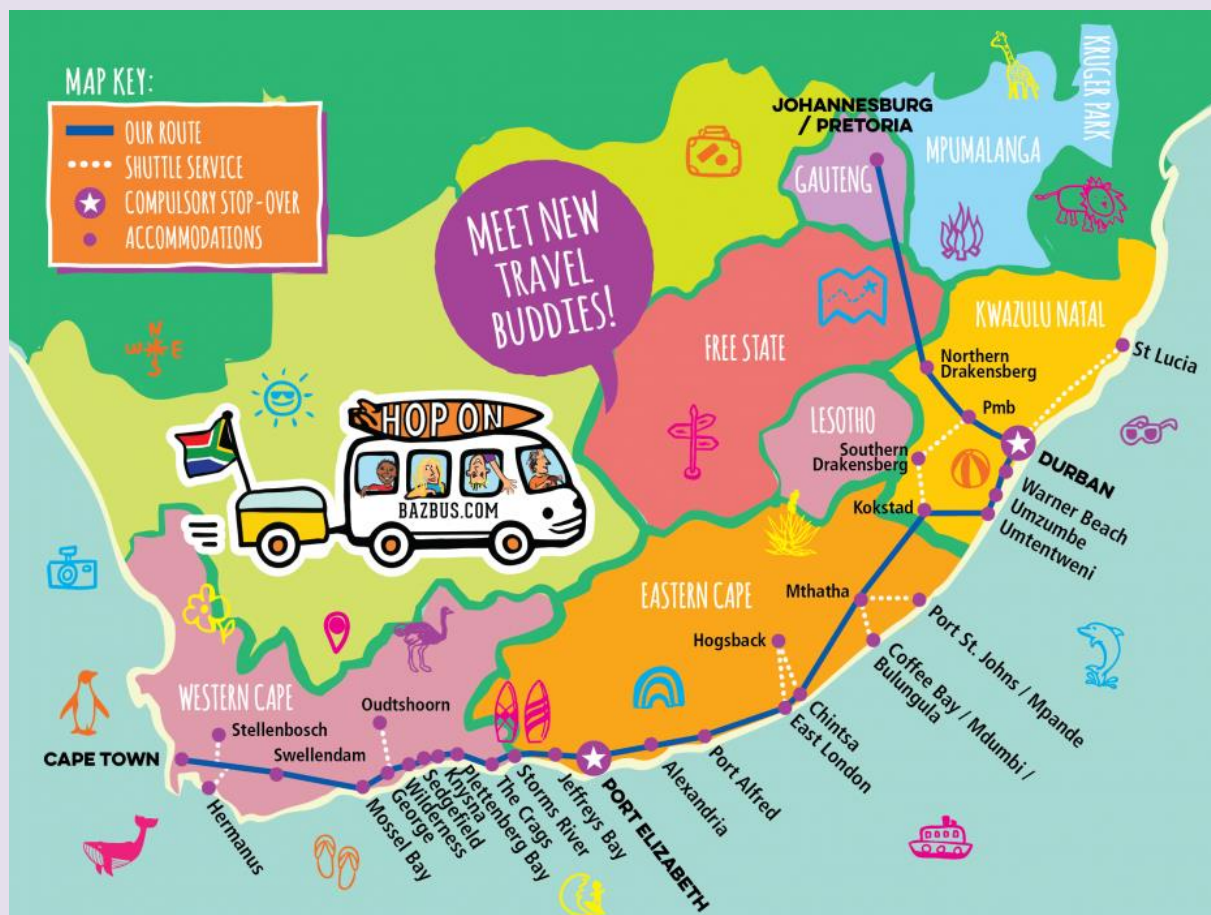 MAP KEY:
OUR ROUTE
SHUTTLE SERVICE
COMPULSORY STOP-OVER
ACCOMMODATIONS
N
W E
S
MEET NEW
TRAVEL
BUDDIES!
HOP ON
BAZBUS.COM
JOHANNESBURG
/ PRETORIA
GAUTENG
MPUMALANGA
KRUGER PARK
FREE STATE
KWAZULU NATAL
LESOTHO
EASTERN CAPE
WESTERN CAPE
Northern
Drakensberg
St Lucia
Pmb
Southern
Drakensberg
DURBAN
Kokstad
Warner Beach
Umzumbe
Umtentweni
Mthatha
Port St. Johns / Mpande
Coffee Bay / Mdumbi /
Bulungula
Hogsback
Chintsa
East London
Port Alfred
Alexandria
PORT ELIZABETH
Jeffreys Bay
Storms River
The Crags
Plettenberg Bay
Knysna
Sedgefield
Wilderness
George
Mossel Bay
Oudtshoorn
Swellendam
Stellenbosch
CAPE TOWN
Hermanus